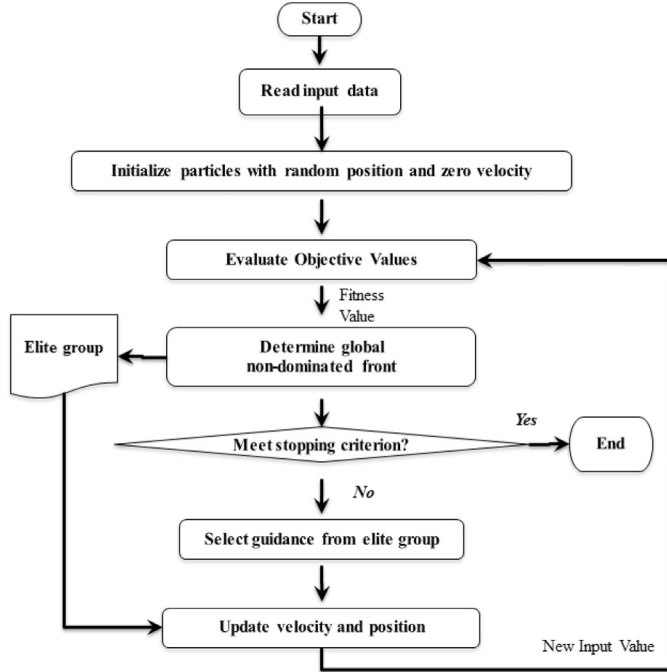 Start
Read input data
Initialize particles with random position and zero velocity
Evaluate Objective Values
Fitness
Value
Elite group
Determine global
non-dominated front
Yes
Meet stopping criterion?
End
No
Select guidance from elite group
Update velocity and position
New Input Value